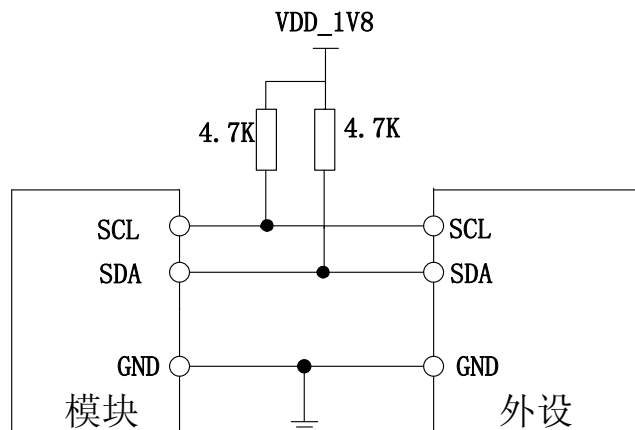 VDD_1V8
4.7K 4.7K
SCL SCL
SDA SDA
GND GND
模块 外设